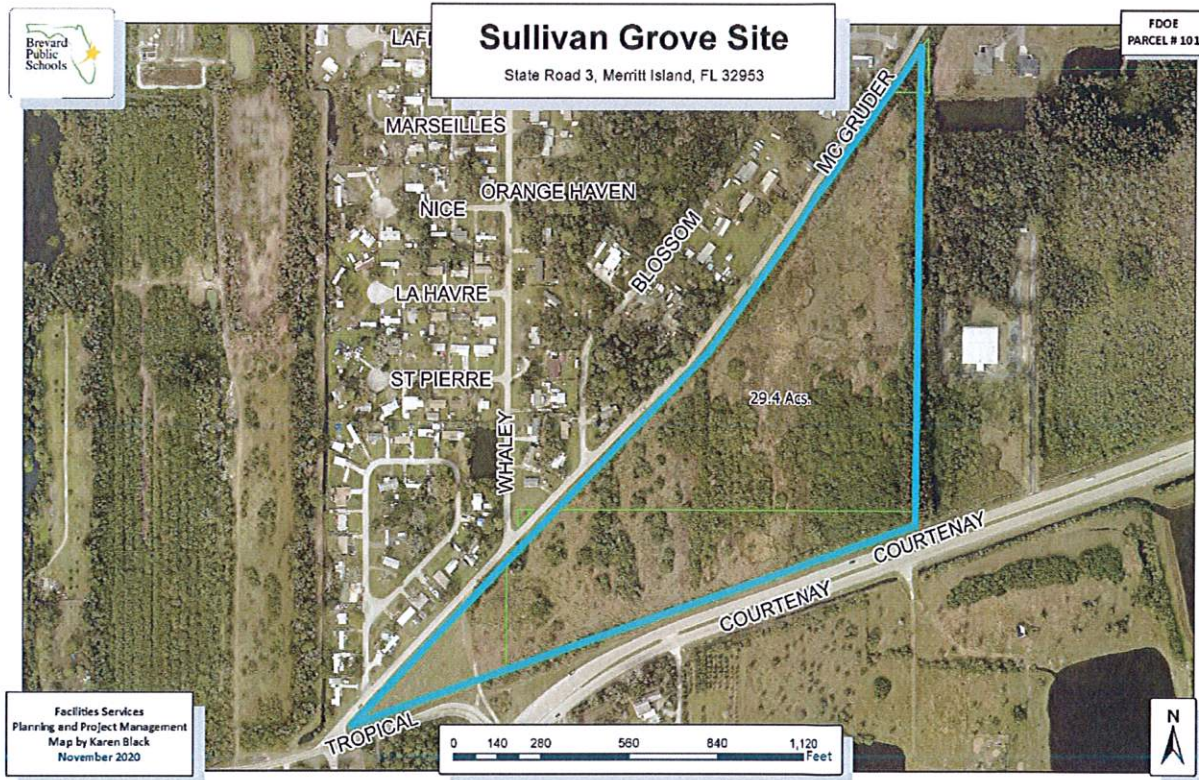 Brevard
Public
Schools
Sullivan Grove Site
State Road 3, Merritt Island, FL 32953
FDOE
PARCEL # 101
MARSEILLES
ORANGE HAVEN
NICE
BLOSSOM
MC GRUDER
LA HAVRE
ST PIERRE
WHALEY
29.4 Acs.
COURTENAY
COURTENAY
TROPICAL
Facilities Services
Planning and Project Management
Map by Karen Black
November 2020
0 140 280 560 840 1,120
Feet
N